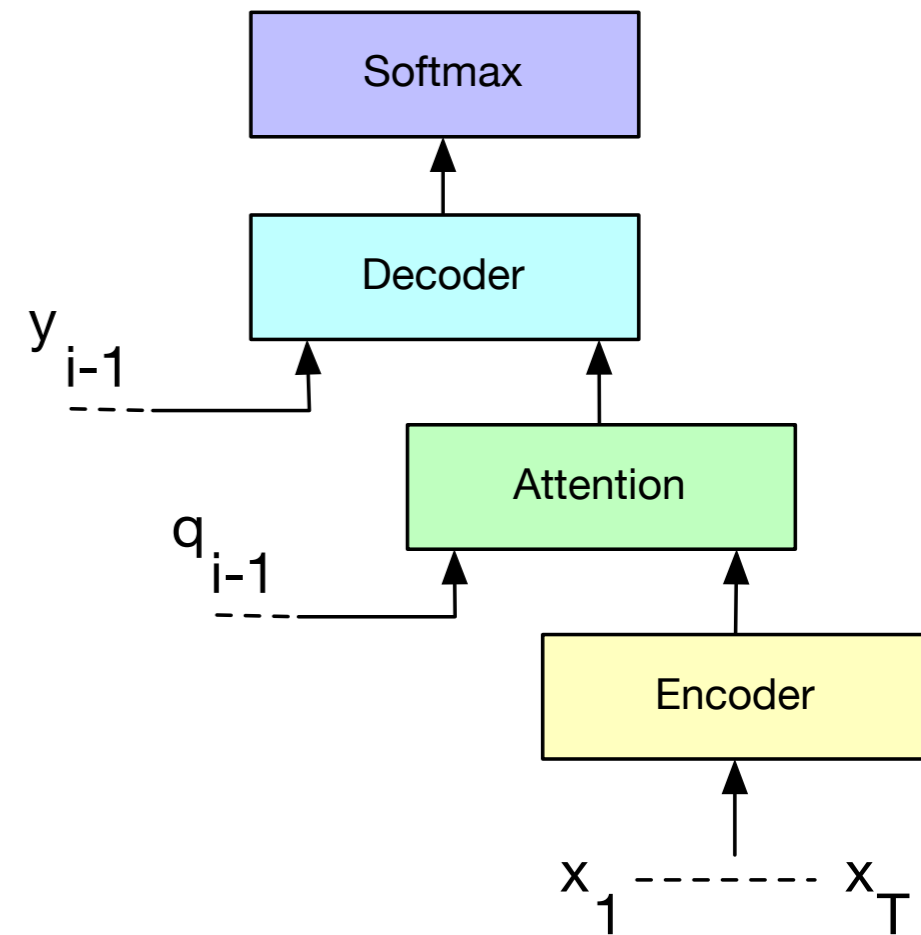 Softmax
Decoder
y i-1
Attention
q i-1
Encoder
x 1 x T